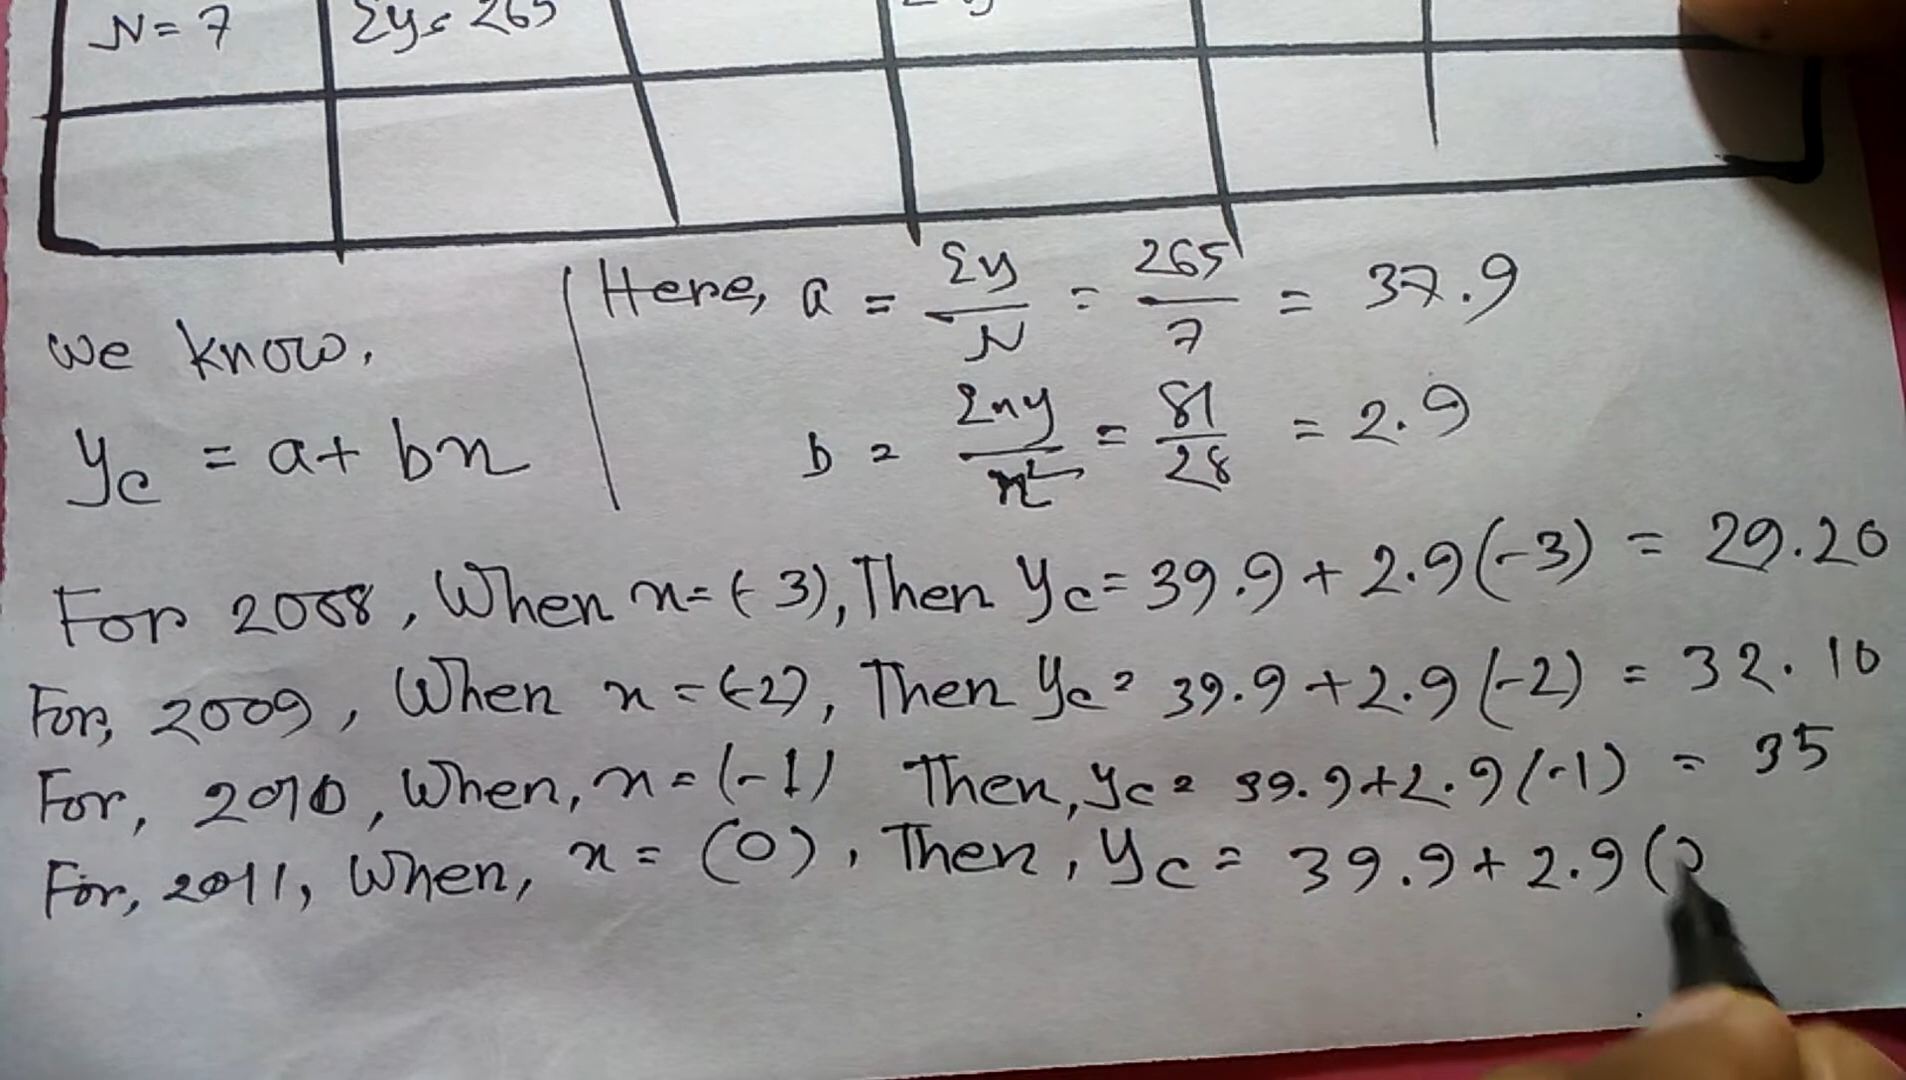 N = 7 Σy = 265
Here, a = Σy/N = 265/7 = 37.9
we know,
b = Σxy/x² = 81/28 = 2.9
yc = a + bx
For 2008, When x = (-3), Then yc = 39.9 + 2.9(-3) = 29.20
For, 2009, When x = (-2), Then yc = 39.9 + 2.9(-2) = 32.10
For, 2010, When, x = (-1) Then, yc = 39.9 + 2.9(-1) = 35
For, 2011, When, x = (0), Then, yc = 39.9 + 2.9(